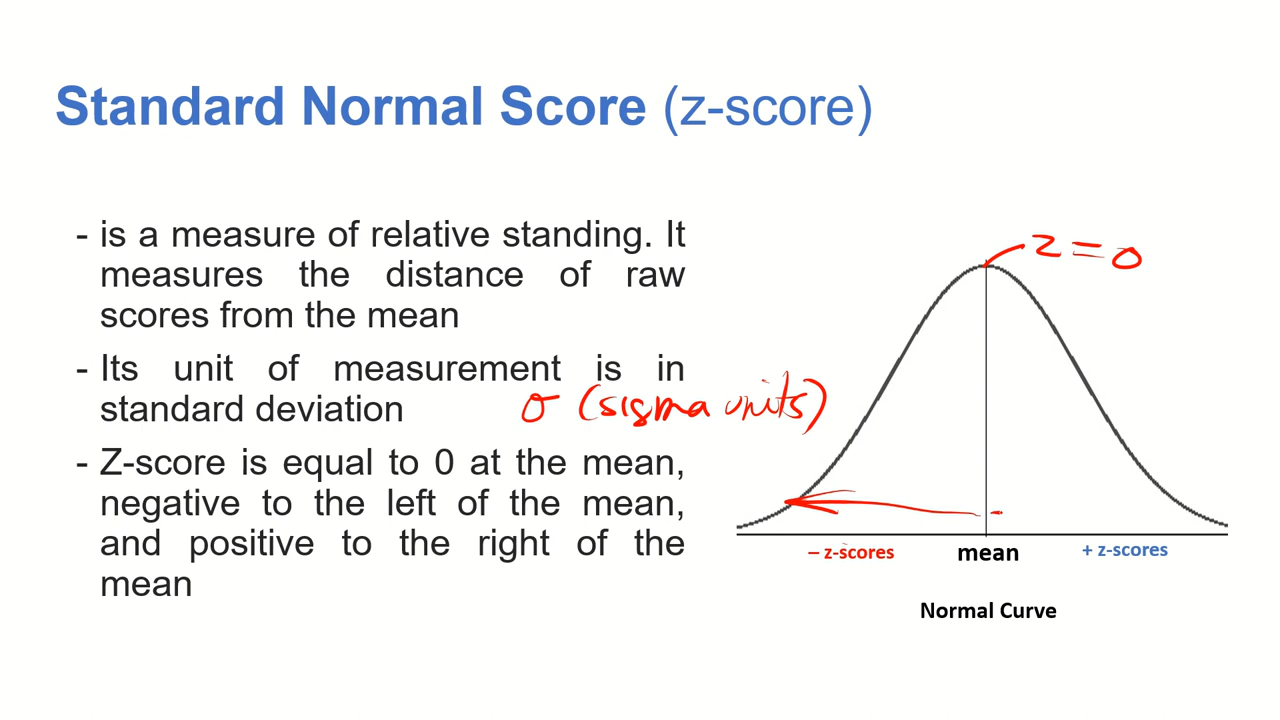 Standard Normal Score (z-score)
- is a measure of relative standing. It
measures the distance of raw
scores from the mean
- Its unit of measurement is in
standard deviation
σ (sigma units)
- Z-score is equal to 0 at the mean,
negative to the left of the mean,
and positive to the right of the
mean
z=0
– z-scores
mean
+ z-scores
Normal Curve